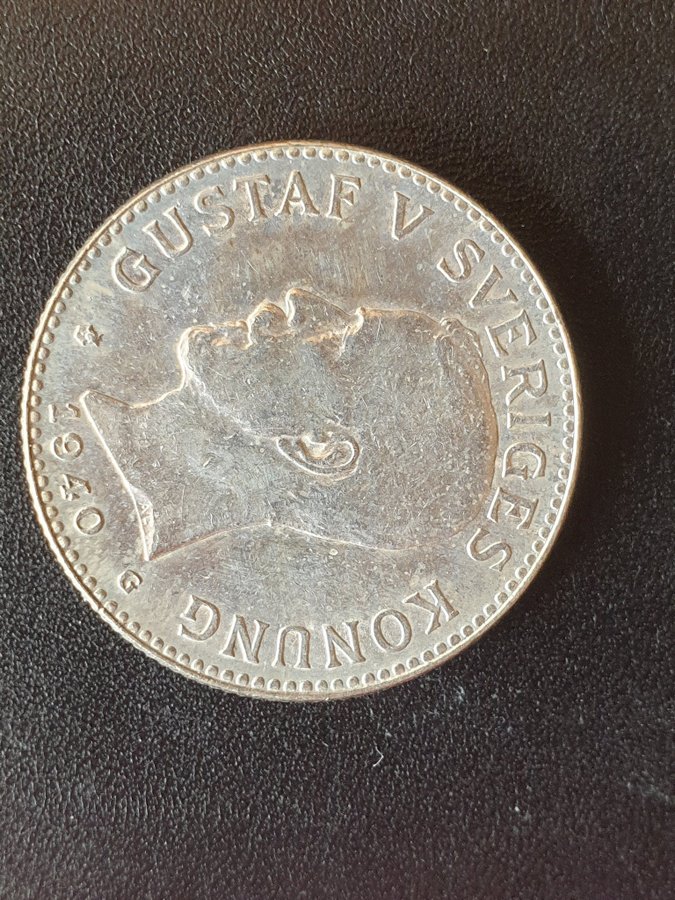 GUSTAF V SVERIGES KONUNG
1940
G